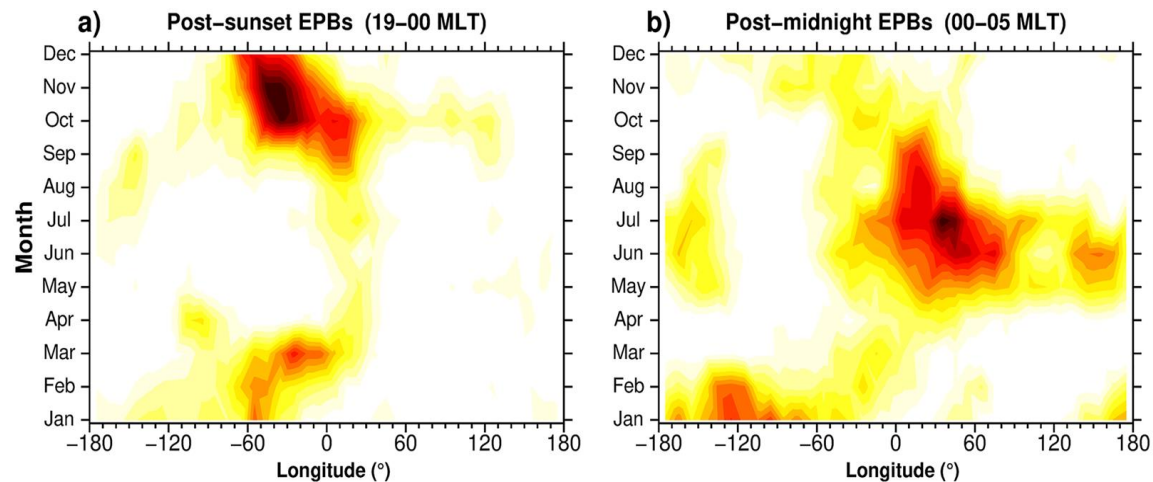 a) Post-sunset EPBs (19-00 MLT)
Month
Dec
Nov
Oct
Sep
Aug
Jul
Jun
May
Apr
Mar
Feb
Jan
-180 -120 -60 0 60 120 180
Longitude (°)
b) Post-midnight EPBs (00-05 MLT)
Dec
Nov
Oct
Sep
Aug
Jul
Jun
May
Apr
Mar
Feb
Jan
-180 -120 -60 0 60 120 180
Longitude (°)